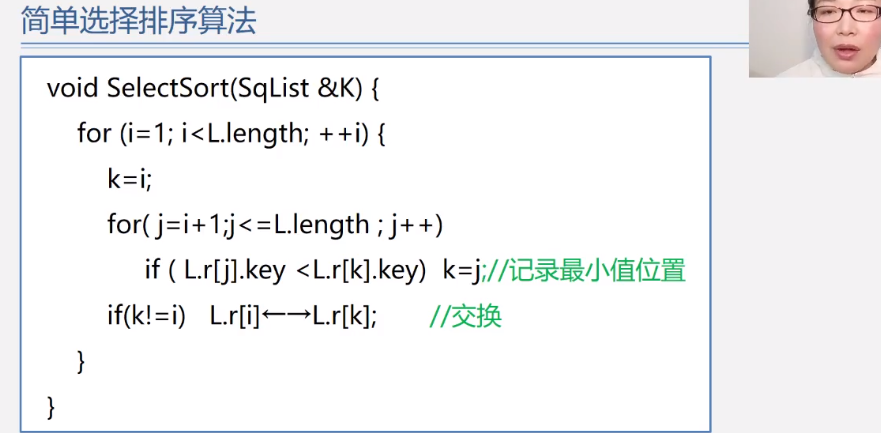 简单选择排序算法
void SelectSort(SqList &K) {
for (i=1; i<L.length; ++i) {
k=i;
for( j=i+1;j<=L.length ; j++)
if ( L.r[j].key <L.r[k].key) k=j;//记录最小值位置
if(k!=i) L.r[i]←→L.r[k]; //交换
}
}